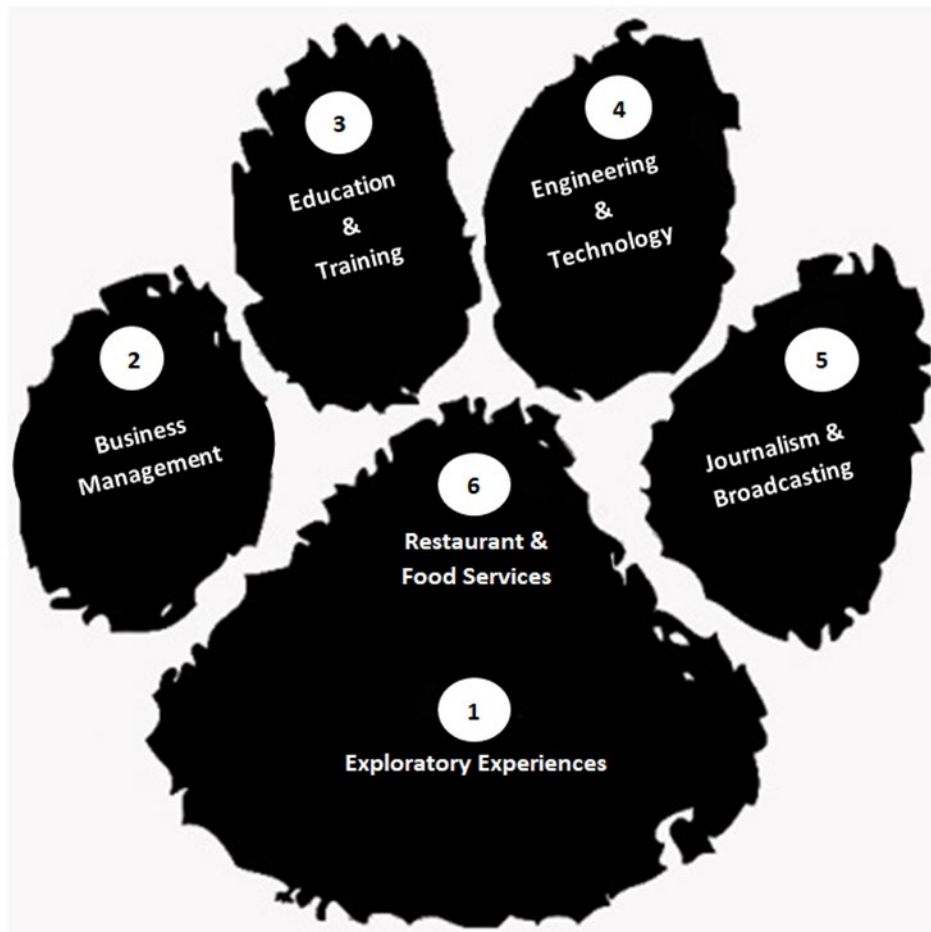 3
Education
&
Training
4
Engineering
&
Technology
2
Business
Management
5
Journalism &
Broadcasting
6
Restaurant &
Food Services
1
Exploratory Experiences